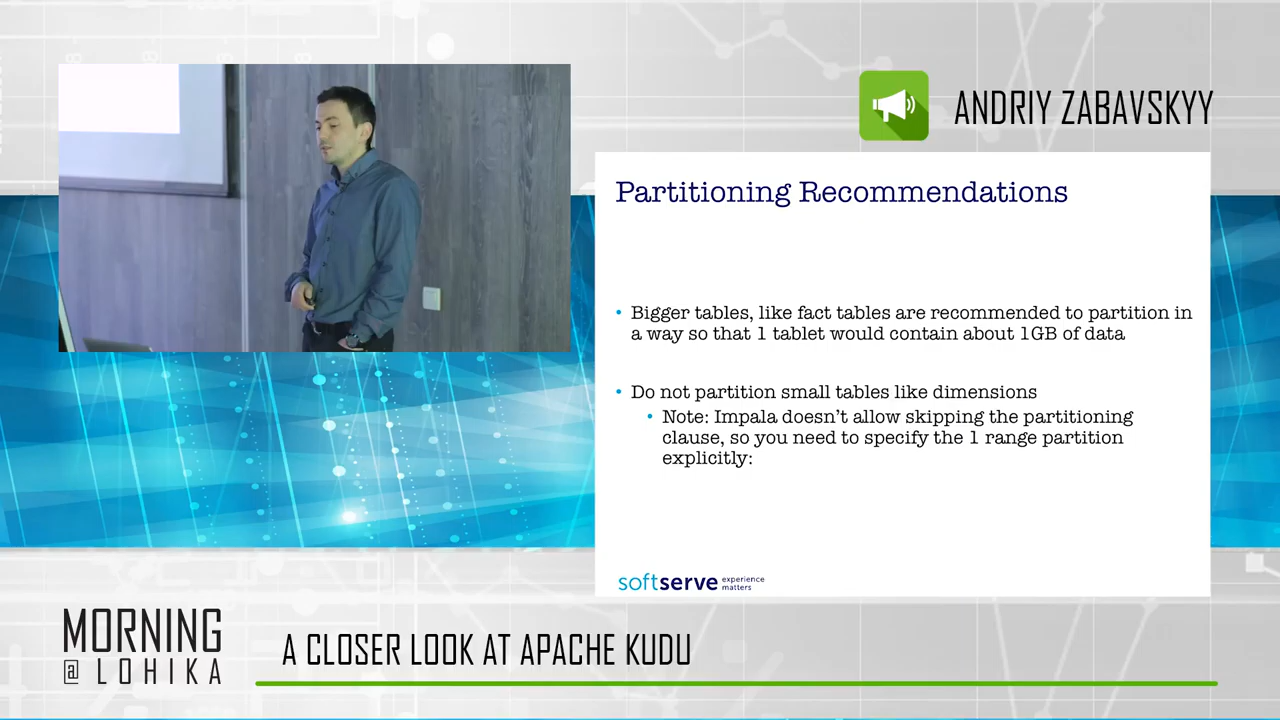 ANDRIY ZABAVSKYY
Partitioning Recommendations
• Bigger tables, like fact tables are recommended to partition in
a way so that 1 tablet would contain about 1GB of data
• Do not partition small tables like dimensions
• Note: Impala doesn’t allow skipping the partitioning
clause, so you need to specify the 1 range partition
explicitly:
softserve experience
matters
MORNING
@ LOHIKA
A CLOSER LOOK AT APACHE KUDU